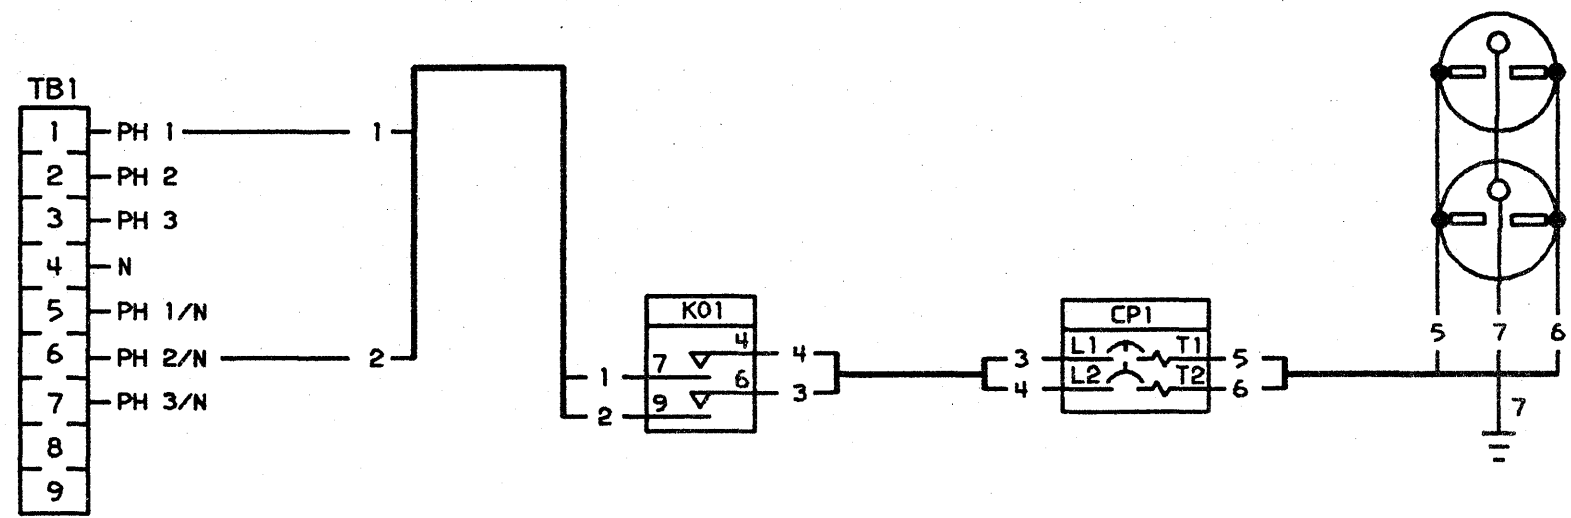 TB1
1 PH 1 1
2 PH 2
3 PH 3
4 N
5 PH 1/N
6 PH 2/N 2
7 PH 3/N
8
9
K01
4 4
7
1
6
3
9
2
CP1
3 L1 T1 5
4 L2 T2 6
5 7 6
7